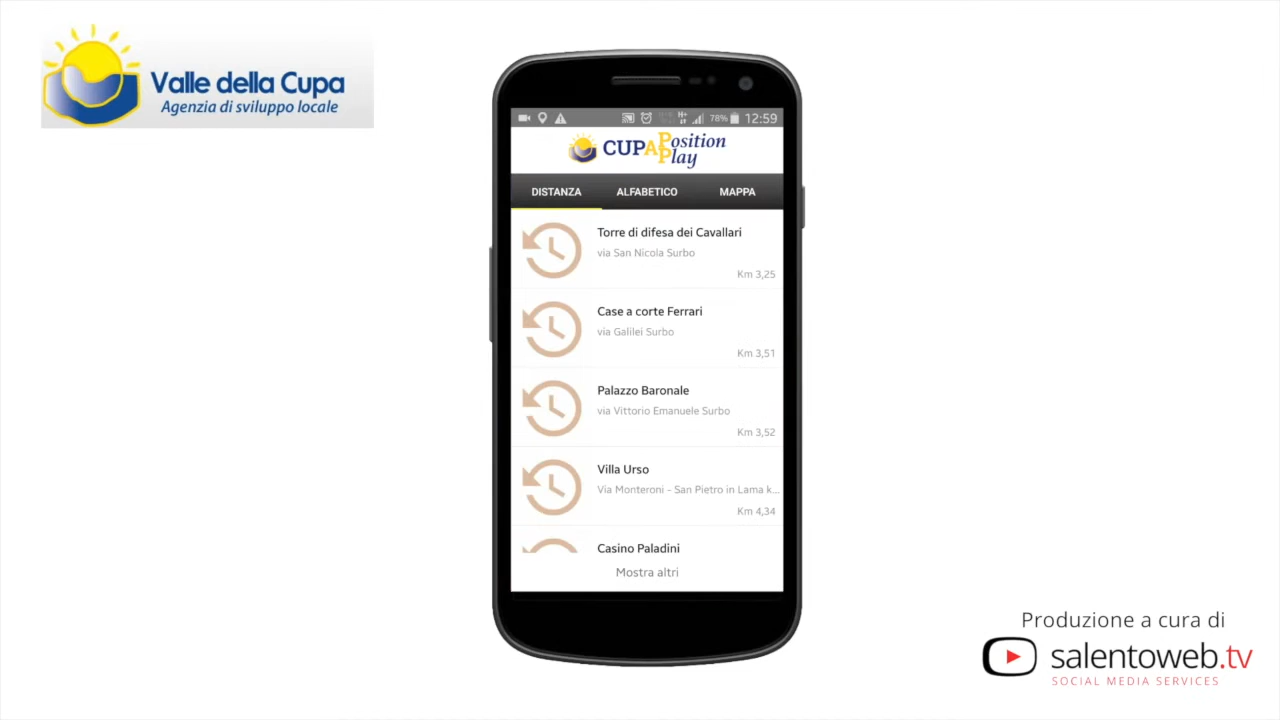 Valle della Cupa
Agenzia di sviluppo locale
78% 12:59
CUPA Position
Play
DISTANZA ALFABETICO MAPPA
Torre di difesa dei Cavallari
via San Nicola Surbo
Km 3,25
Case a corte Ferrari
via Galilei Surbo
Km 3,51
Palazzo Baronale
via Vittorio Emanuele Surbo
Km 3,52
Villa Urso
Via Monteroni - San Pietro in Lama k...
Km 4,34
Casino Paladini
Mostra altri
Produzione a cura di
salentoweb.tv
SOCIAL MEDIA SERVICES